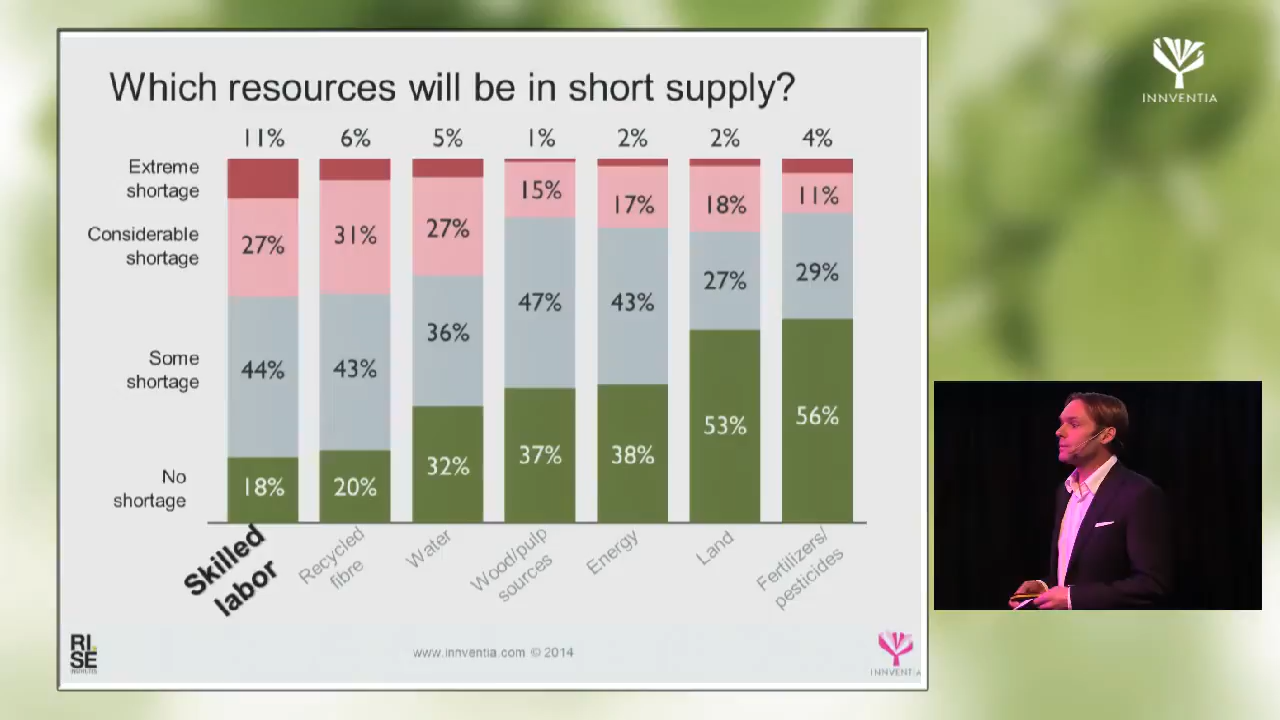 INNVENTIA
Which resources will be in short supply?
11% 6% 5% 1% 2% 2% 4%
Extreme
shortage
15% 17% 18% 11%
Considerable
shortage
27% 31% 27%
Some
shortage
44% 43% 36% 47% 43% 27% 29%
No
shortage
18% 20% 32% 37% 38% 53% 56%
Skilled
labor
Recycled
fibre
Water
Wood/pulp
sources
Energy
Land
Fertilizers/
pesticides
RI.
SE
www.innventia.com © 2014
INNVENTIA